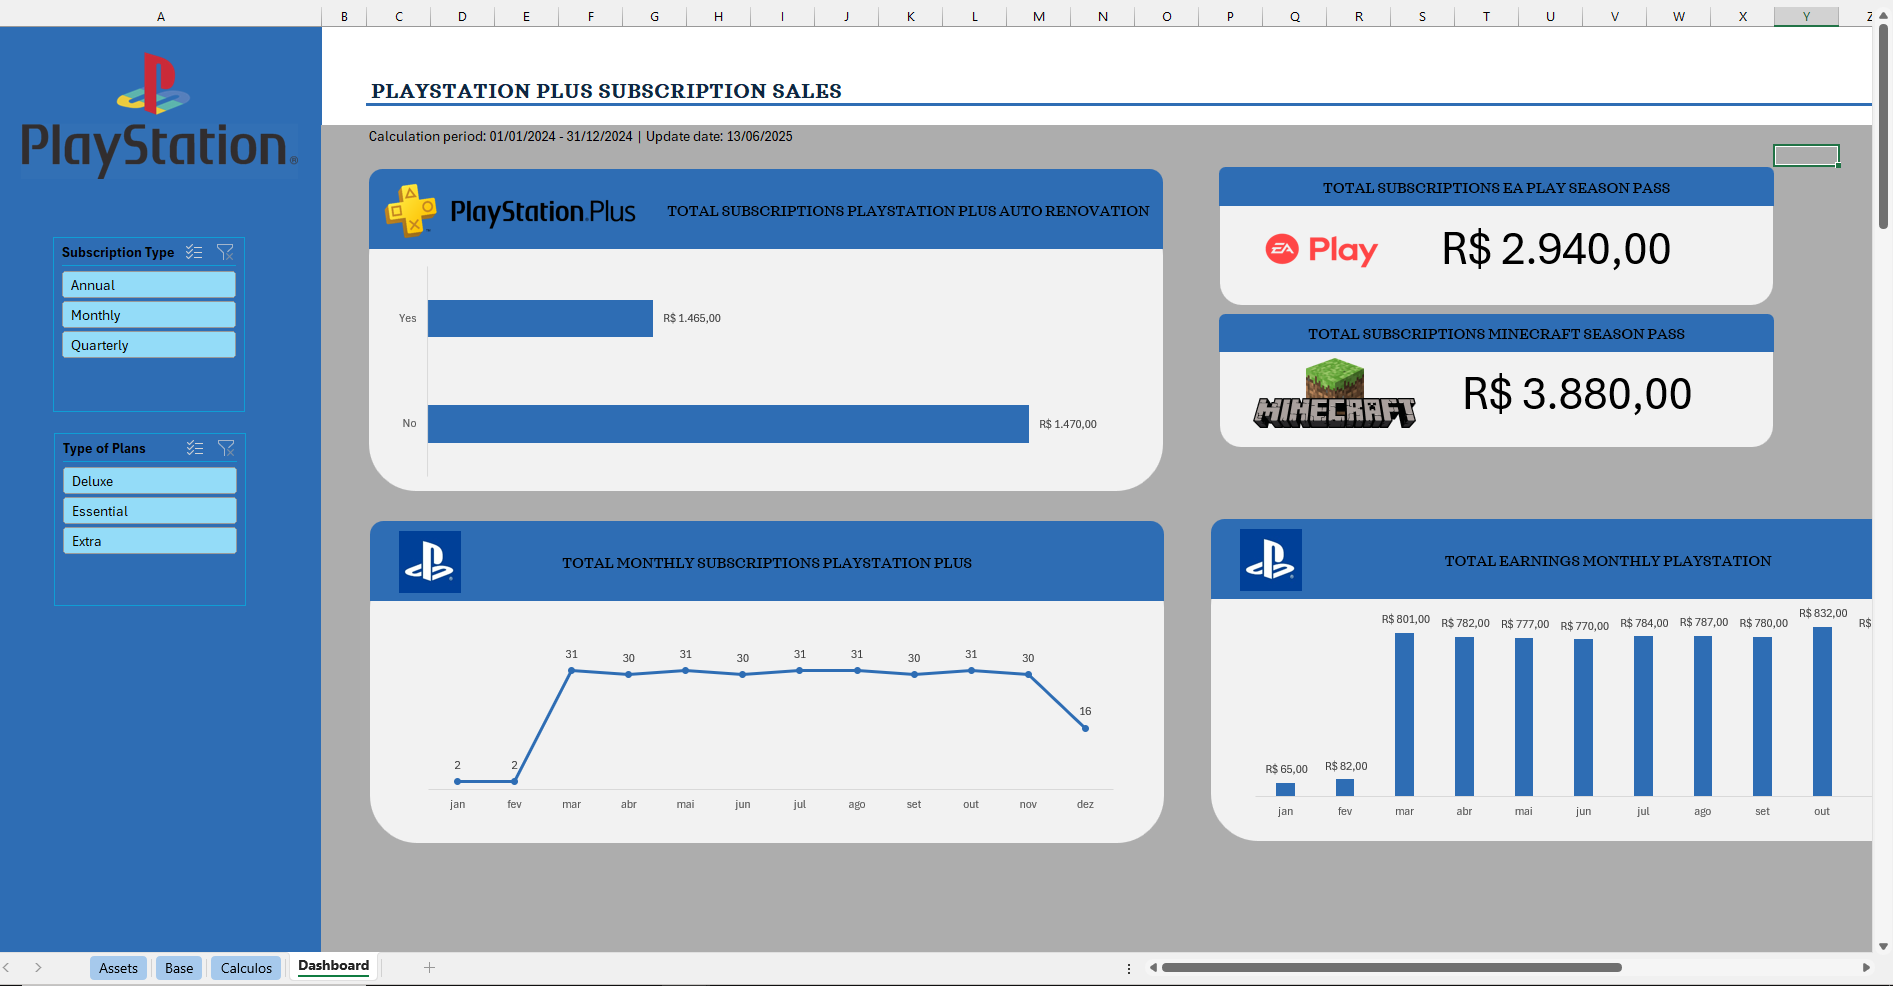 A B C D E F G H I J K L M N O P Q R S T U V W X Y Z
PlayStation®
PLAYSTATION PLUS SUBSCRIPTION SALES
Calculation period: 01/01/2024 - 31/12/2024 | Update date: 13/06/2025
Subscription Type
Annual
Monthly
Quarterly
Type of Plans
Deluxe
Essential
Extra
PlayStation.Plus
TOTAL SUBSCRIPTIONS PLAYSTATION PLUS AUTO RENOVATION
Yes R$ 1.465,00
No R$ 1.470,00
TOTAL SUBSCRIPTIONS EA PLAY SEASON PASS
EA Play R$ 2.940,00
TOTAL SUBSCRIPTIONS MINECRAFT SEASON PASS
MINECRAFT R$ 3.880,00
TOTAL MONTHLY SUBSCRIPTIONS PLAYSTATION PLUS
2 2 31 30 31 30 31 31 30 31 30 16
jan fev mar abr mai jun jul ago set out nov dez
TOTAL EARNINGS MONTHLY PLAYSTATION
R$ 65,00 R$ 82,00 R$ 801,00 R$ 782,00 R$ 777,00 R$ 770,00 R$ 784,00 R$ 787,00 R$ 780,00 R$ 832,00 R$
jan fev mar abr mai jun jul ago set out
Assets Base Calculos Dashboard